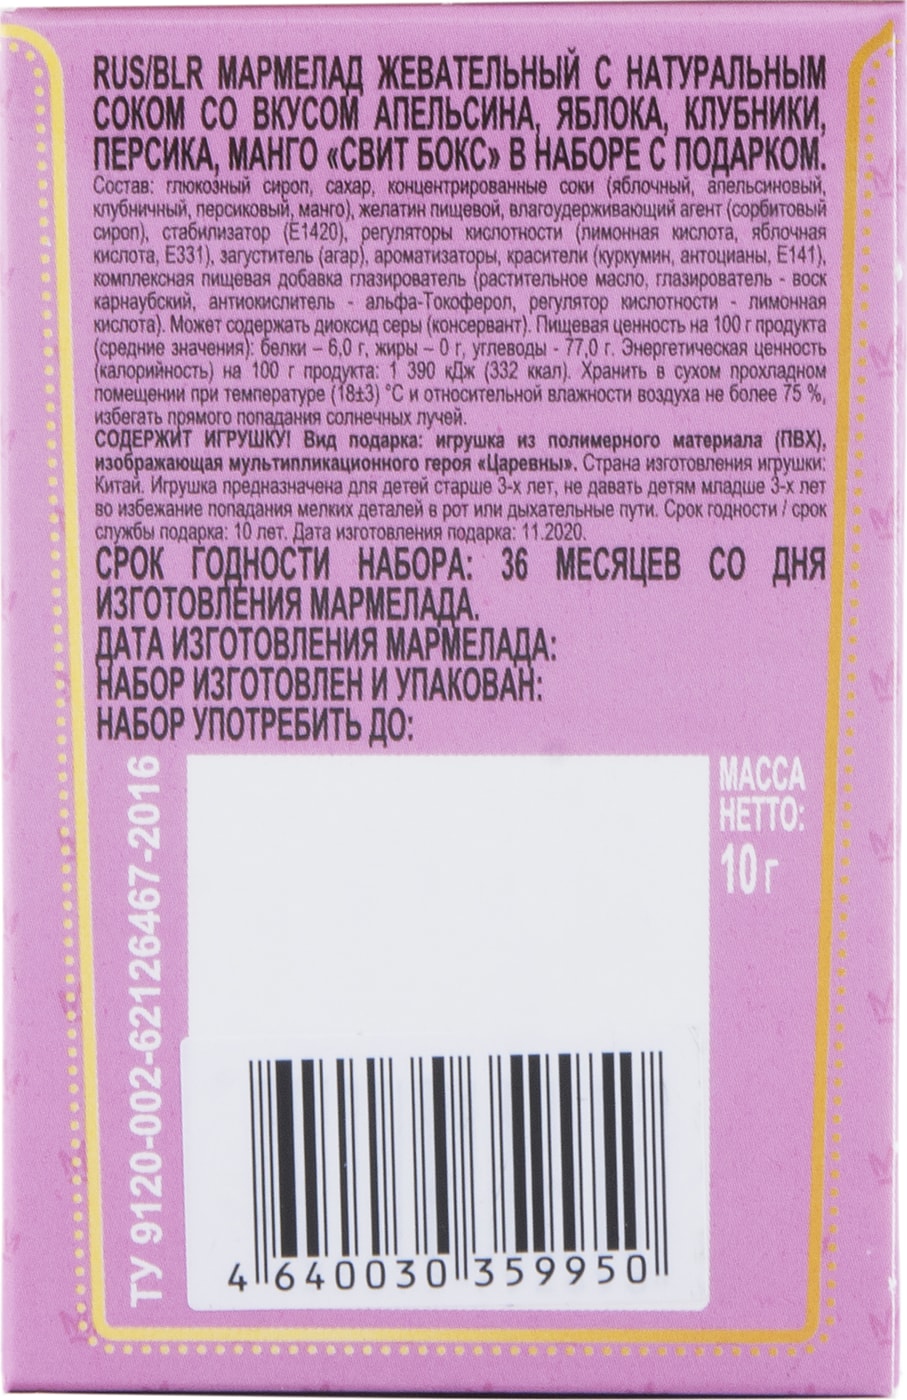 RUS/BLR МАРМЕЛАД ЖЕВАТЕЛЬНЫЙ С НАТУРАЛЬНЫМ
СОКОМ СО ВКУСОМ АПЕЛЬСИНА, ЯБЛОКА, КЛУБНИКИ,
ПЕРСИКА, МАНГО «СВИТ БОКС» В НАБОРЕ С ПОДАРКОМ.
Состав: глюкозный сироп, сахар, концентрированные соки (яблочный, апельсиновый,
клубничный, персиковый, манго), желатин пищевой, влагоудерживающий агент (сорбитовый
сироп), стабилизатор (Е1420), регуляторы кислотности (лимонная кислота, яблочная
кислота, Е331), загуститель (агар), ароматизаторы, красители (куркумин, антоцианы, Е141),
комплексная пищевая добавка глазирователь (растительное масло, глазирователь - воск
карнаубский, антиокислитель - альфа-Токоферол, регулятор кислотности - лимонная
кислота). Может содержать диоксид серы (консервант). Пищевая ценность на 100 г продукта
(средние значения): белки – 6,0 г, жиры – 0 г, углеводы - 77,0 г. Энергетическая ценность
(калорийность) на 100 г продукта: 1 390 кДж (332 ккал). Хранить в сухом прохладном
помещении при температуре (18±3) °С и относительной влажности воздуха не более 75 %,
избегать прямого попадания солнечных лучей.
СОДЕРЖИТ ИГРУШКУ! Вид подарка: игрушка из полимерного материала (ПВХ),
изображающая мультипликационного героя «Царевны». Страна изготовления игрушки:
Китай. Игрушка предназначена для детей старше 3-х лет, не давать детям младше 3-х лет
во избежание попадания мелких деталей в рот или дыхательные пути. Срок годности / срок
службы подарка: 10 лет. Дата изготовления подарка: 11.2020.
СРОК ГОДНОСТИ НАБОРА: 36 МЕСЯЦЕВ СО ДНЯ
ИЗГОТОВЛЕНИЯ МАРМЕЛАДА.
ДАТА ИЗГОТОВЛЕНИЯ МАРМЕЛАДА:
НАБОР ИЗГОТОВЛЕН И УПАКОВАН:
НАБОР УПОТРЕБИТЬ ДО:
ТУ 9120-002-62126467-2016
МАССА
НЕТТО:
10 г
4 640030 359950